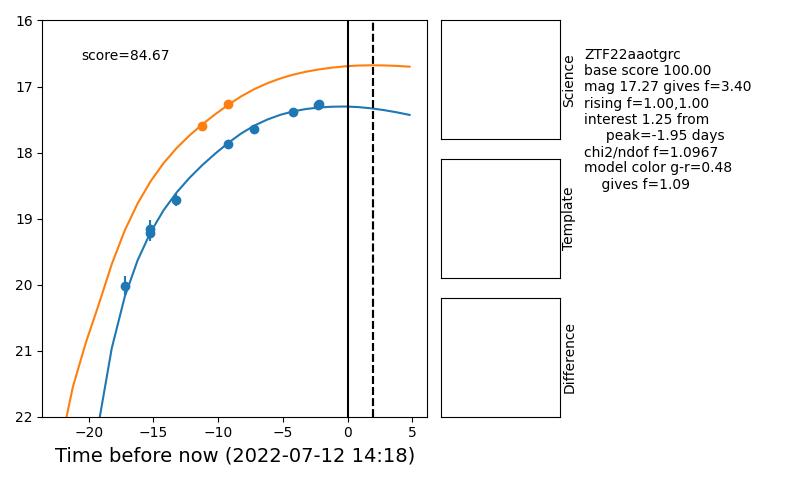 score=84.67
16
17
18
19
20
21
22
−20
−15
−10
−5
0
5
Time before now (2022-07-12 14:18)
Science
Template
Difference
ZTF22aaotgrc
base score 100.00
mag 17.27 gives f=3.40
rising f=1.00,1.00
interest 1.25 from
peak=-1.95 days
chi2/ndof f=1.0967
model color g-r=0.48
gives f=1.09